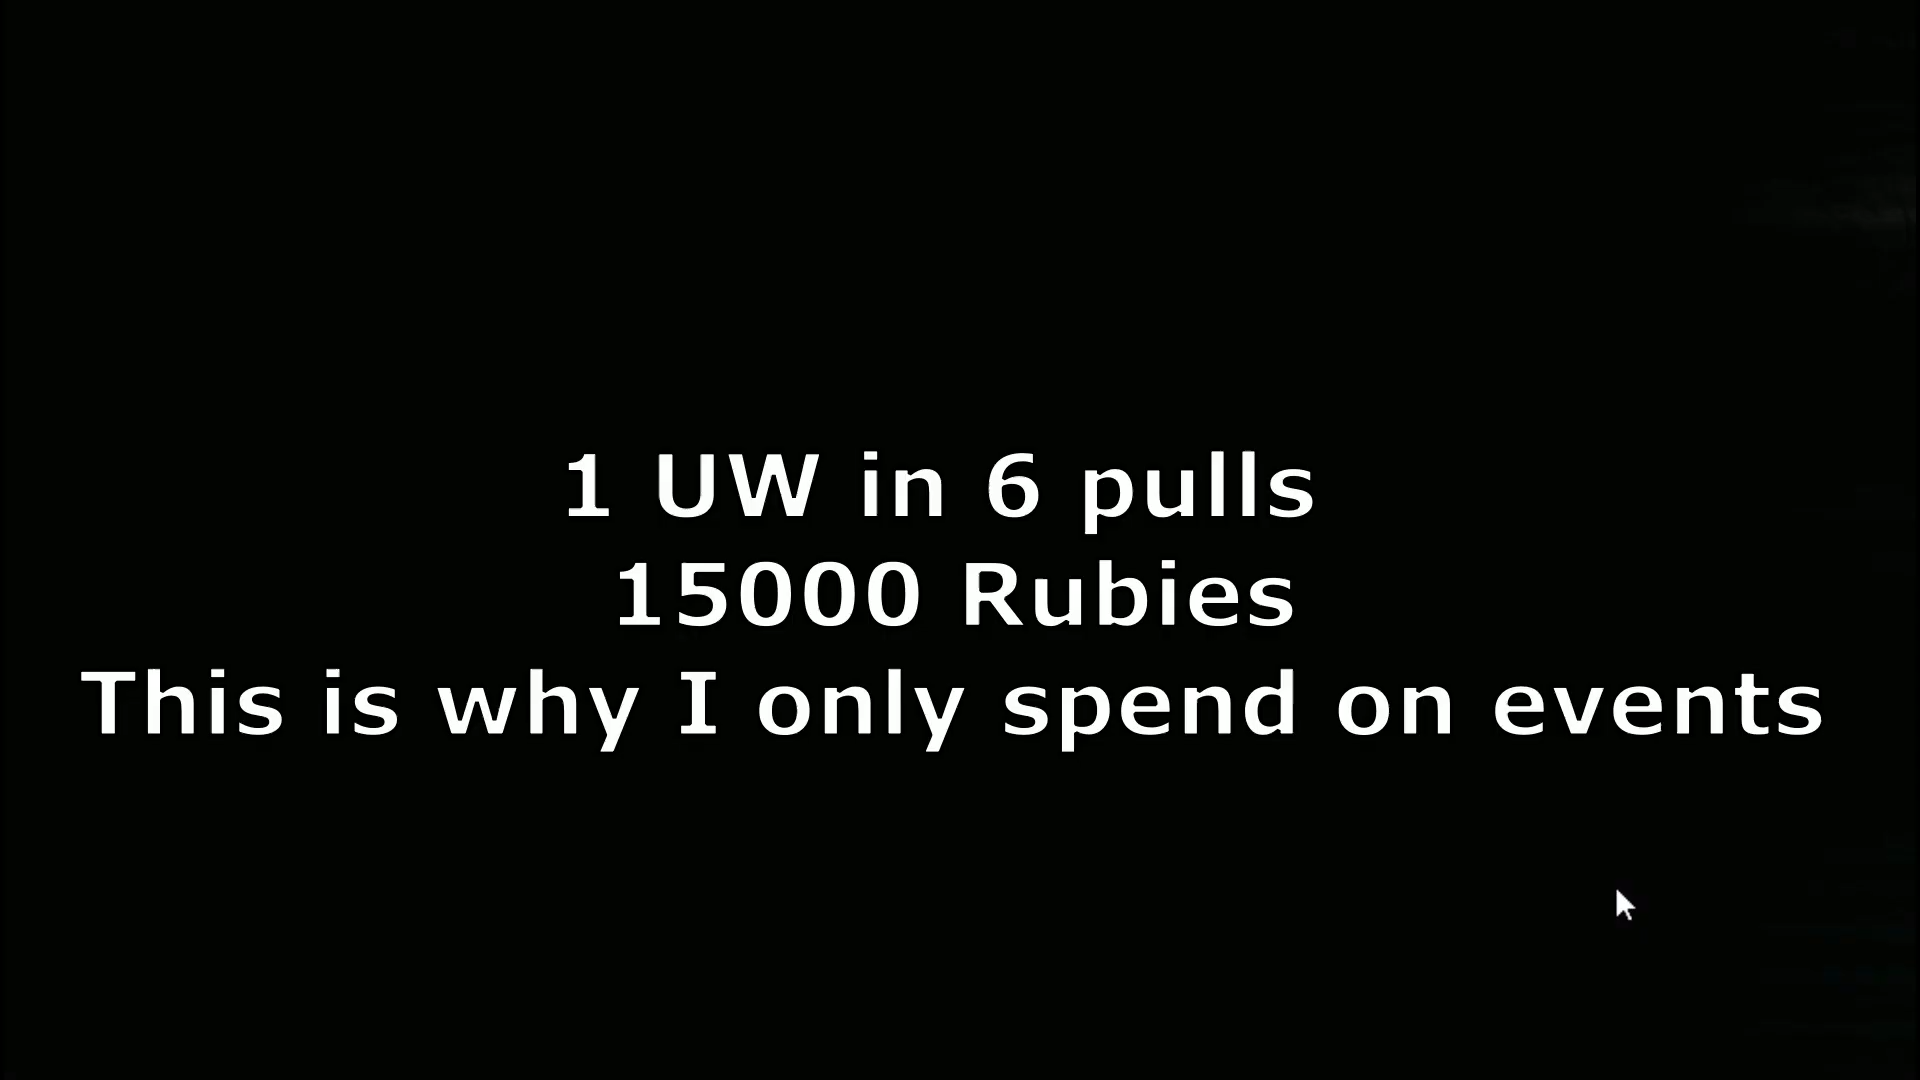 1 UW in 6 pulls
15000 Rubies
This is why I only spend on events